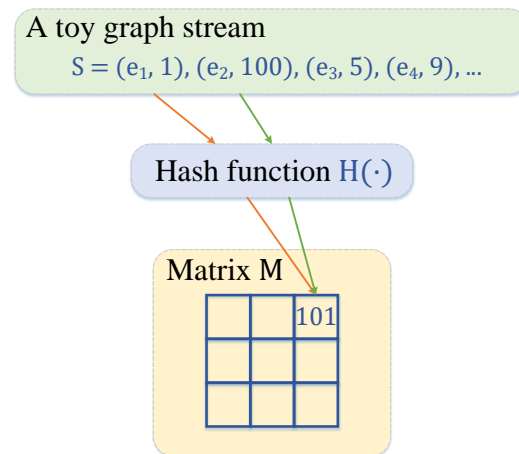 A toy graph stream
S = (e₁, 1), (e₂, 100), (e₃, 5), (e₄, 9), ...
Hash function H(·)
Matrix M
101